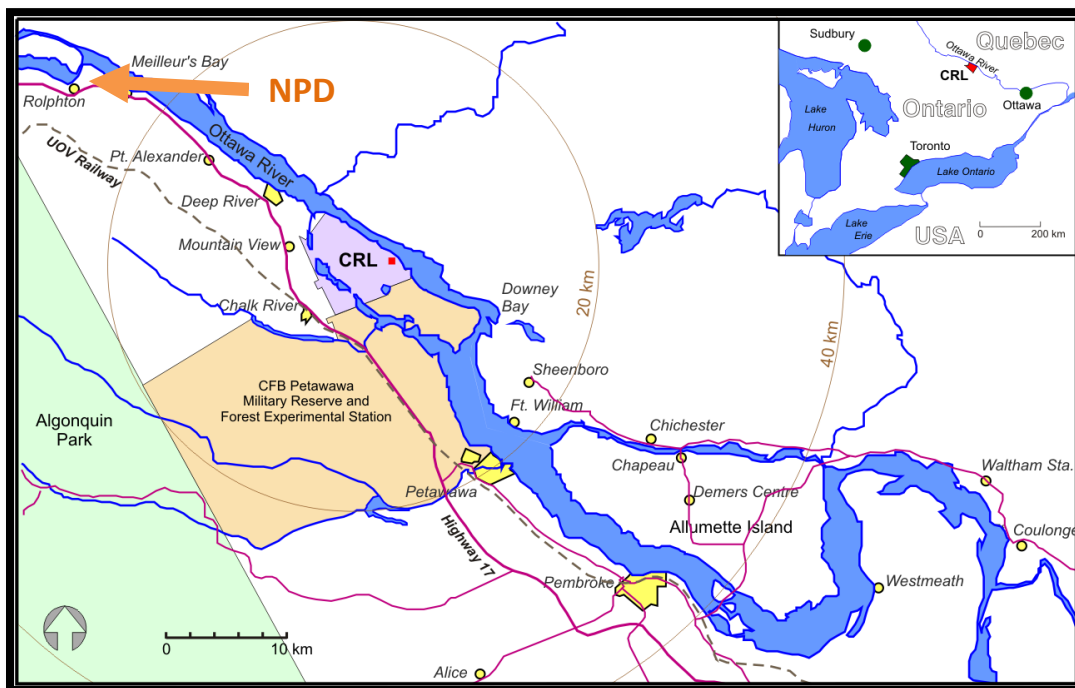 Meilleur's Bay
NPD
Rolphton
UOV Railway
Pt. Alexander
Ottawa River
Deep River
Mountain View
CRL
Chalk River
Downey
Bay
20 km
40 km
CFB Petawawa
Military Reserve and
Forest Experimental Station
Algonquin
Park
Sheenboro
Ft. William
Chichester
Chapeau
Waltham Sta.
Petawawa
Demers Centre
Allumette Island
Coulonge
Highway 17
Pembroke
Westmeath
Alice
0
10 km
Sudbury
Quebec
Ottawa River
CRL
Ottawa
Ontario
Lake
Huron
Toronto
Lake Ontario
Lake
Erie
USA
0
200 km